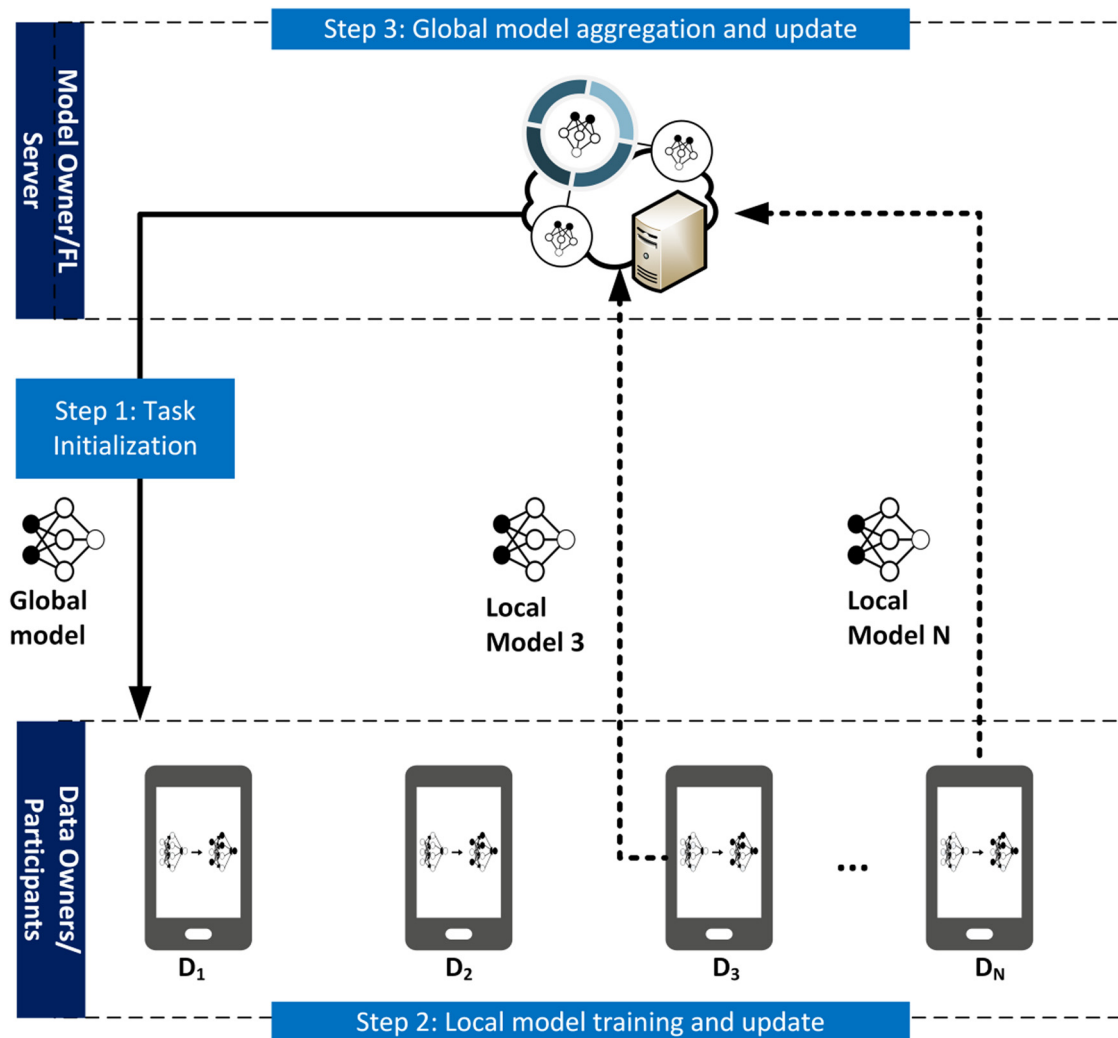 Step 3: Global model aggregation and update
Model Owner/FL
Server
Step 1: Task
Initialization
Global
model
Local
Model 3
Local
Model N
Data Owners/
Participants
D₁
D₂
D₃
...
D_N
Step 2: Local model training and update